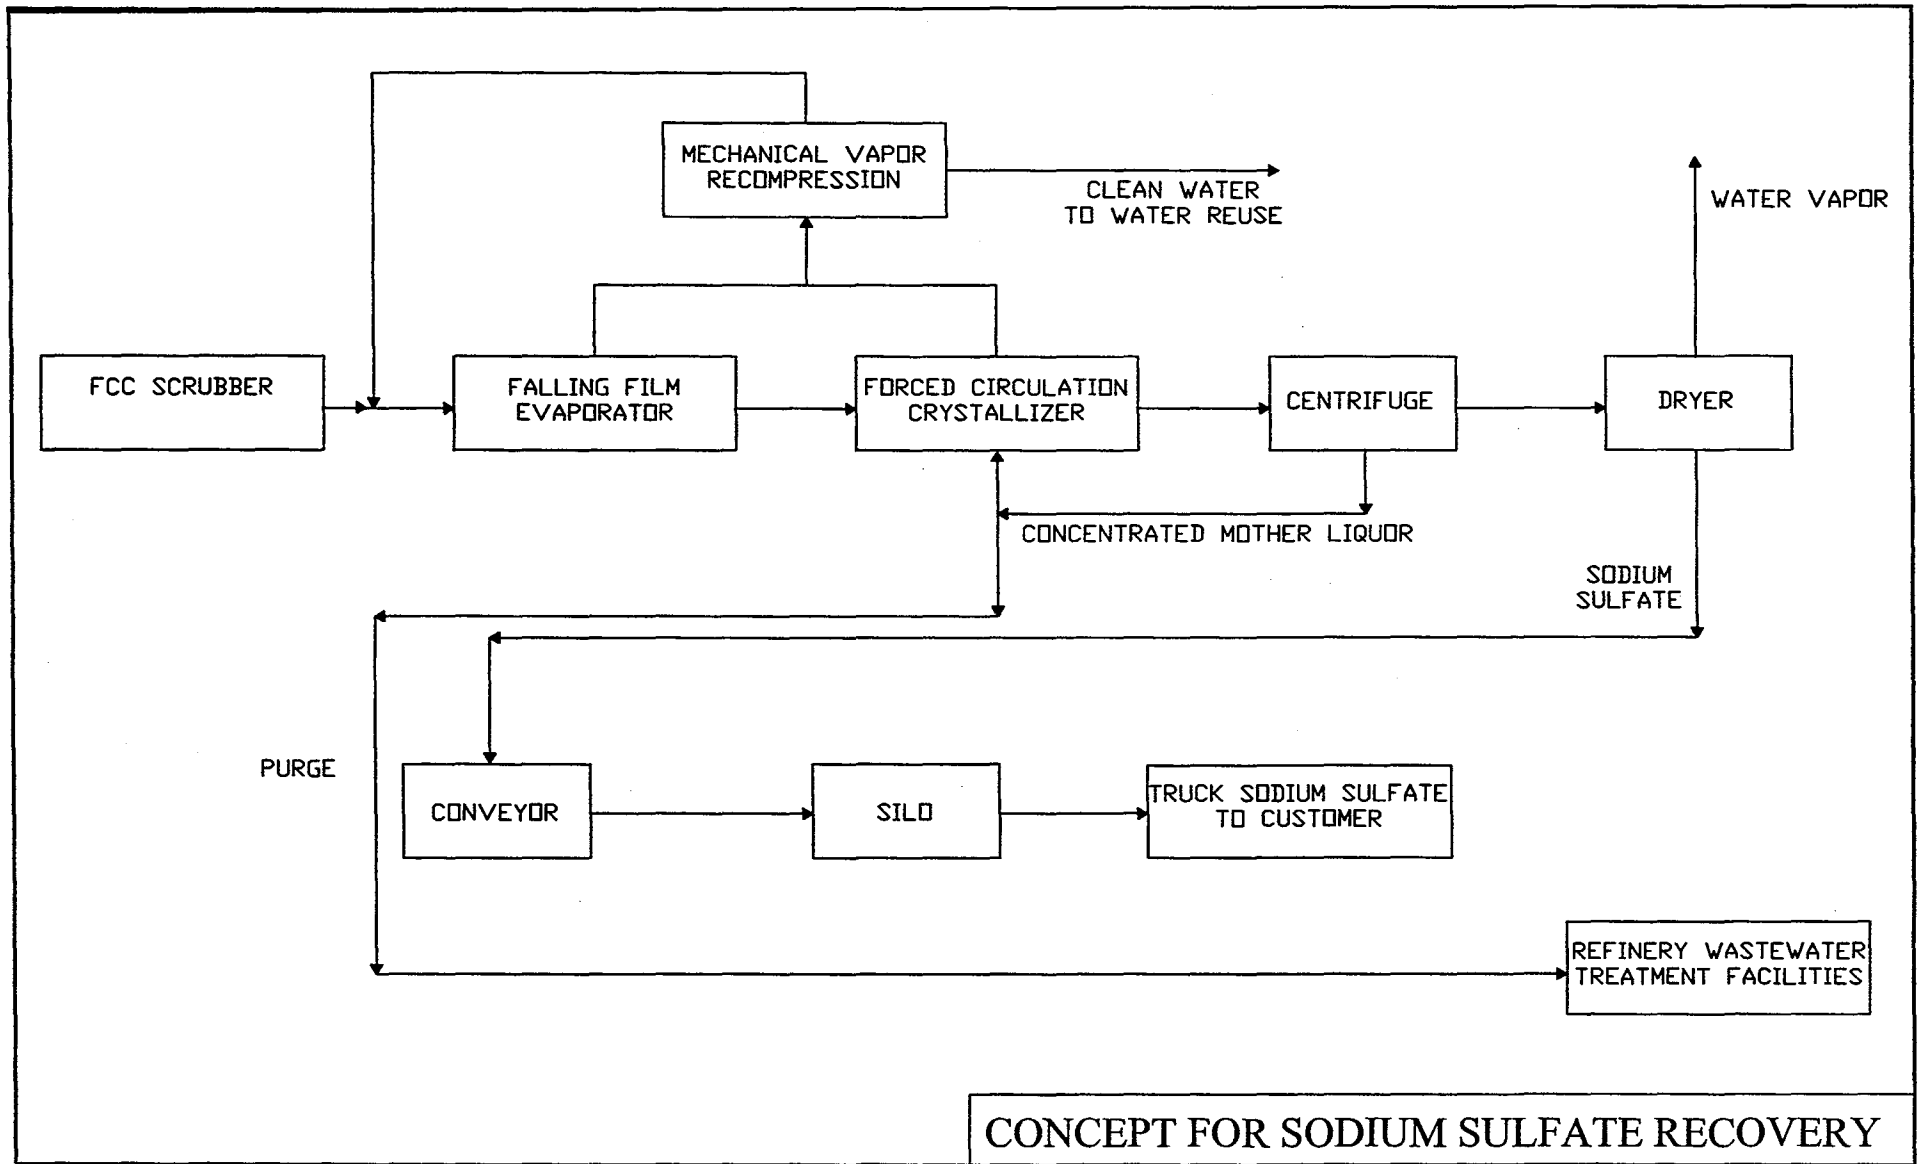 MECHANICAL VAPOR
RECOMPRESSION
CLEAN WATER
TO WATER REUSE
WATER VAPOR
FCC SCRUBBER
FALLING FILM
EVAPORATOR
FORCED CIRCULATION
CRYSTALLIZER
CENTRIFUGE
DRYER
CONCENTRATED MOTHER LIQUOR
SODIUM
SULFATE
PURGE
CONVEYOR
SILO
TRUCK SODIUM SULFATE
TO CUSTOMER
REFINERY WASTEWATER
TREATMENT FACILITIES
CONCEPT FOR SODIUM SULFATE RECOVERY